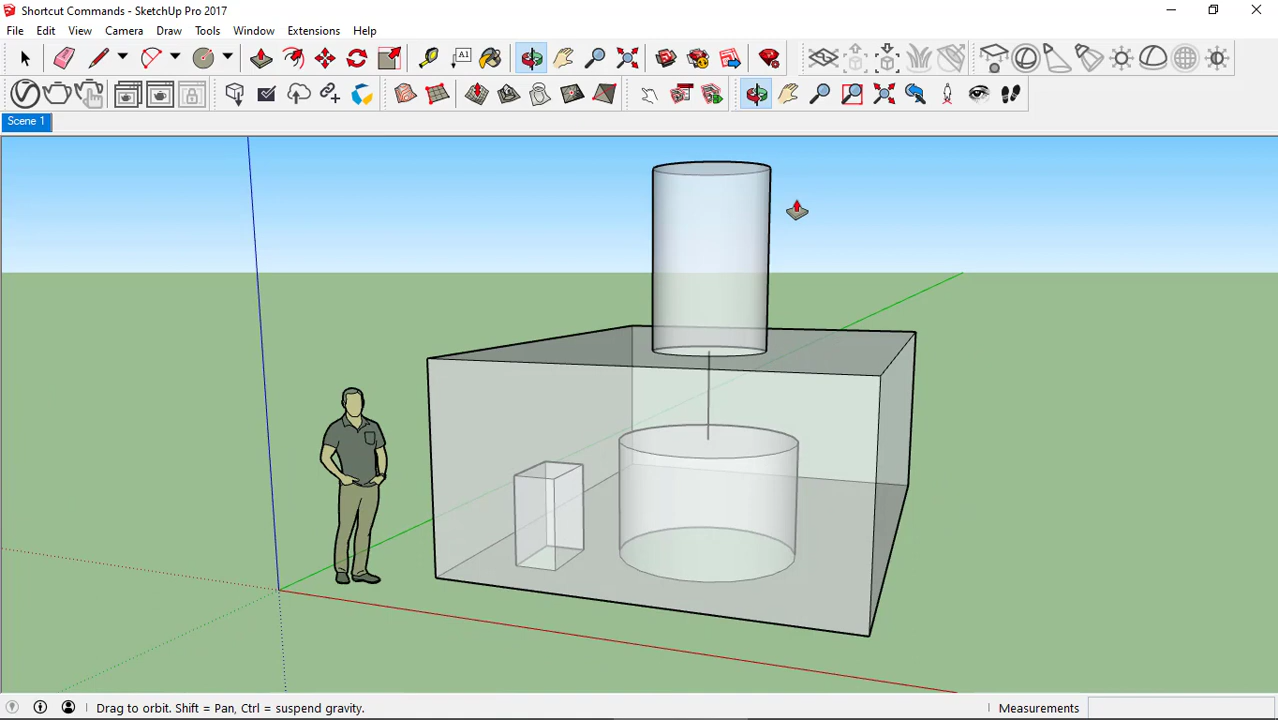 Shortcut Commands - SketchUp Pro 2017
File Edit View Camera Draw Tools Window Extensions Help
A1
Scene 1
Drag to orbit. Shift = Pan, Ctrl = suspend gravity.
Measurements